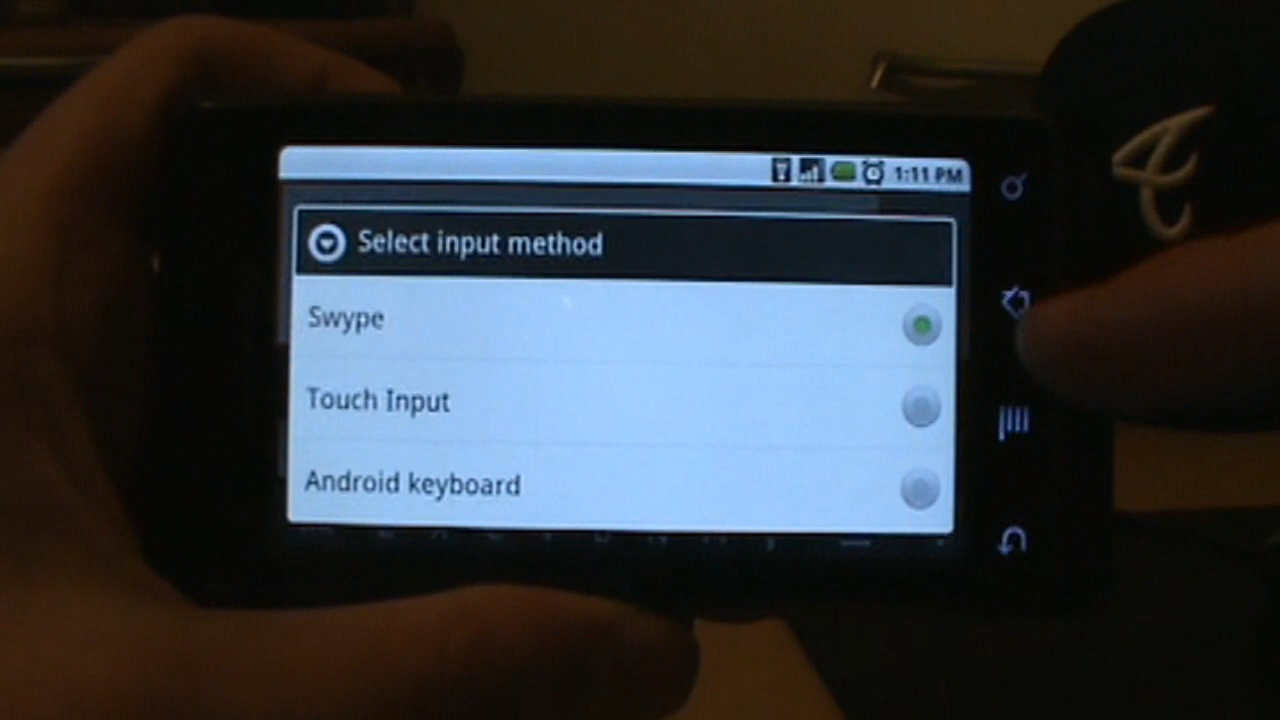 1:11 PM
Select input method
Swype
Touch Input
Android keyboard